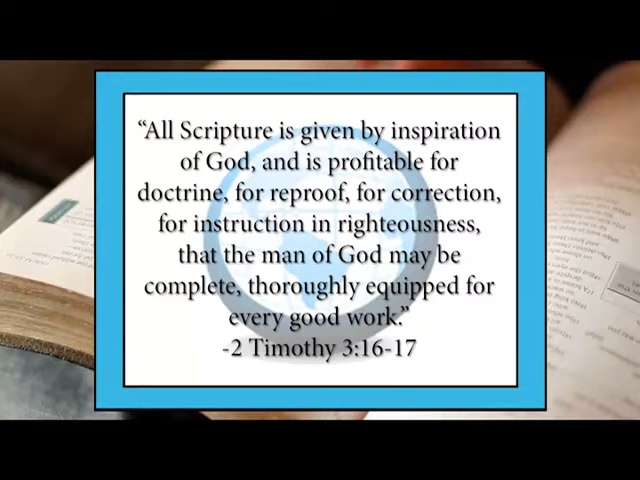 “All Scripture is given by inspiration
of God, and is profitable for
doctrine, for reproof, for correction,
for instruction in righteousness,
that the man of God may be
complete, thoroughly equipped for
every good work.”
-2 Timothy 3:16-17